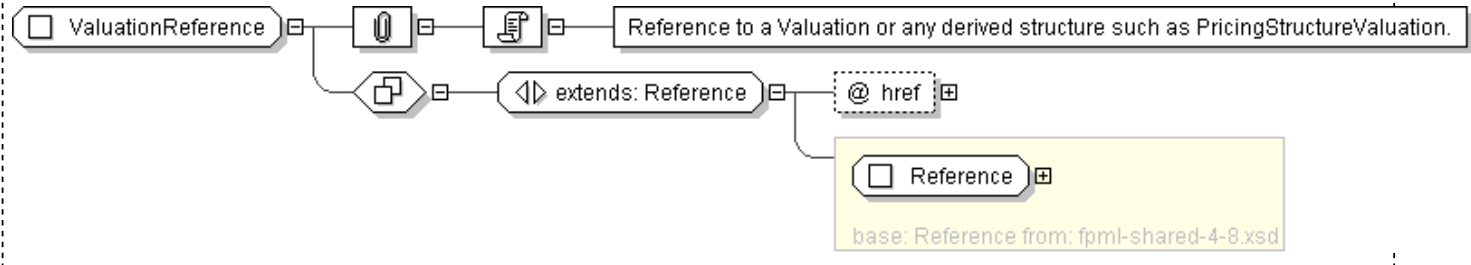 ValuationReference
Reference to a Valuation or any derived structure such as PricingStructureValuation.
extends: Reference
@ href
Reference
base: Reference from: fpml-shared-4-8.xsd